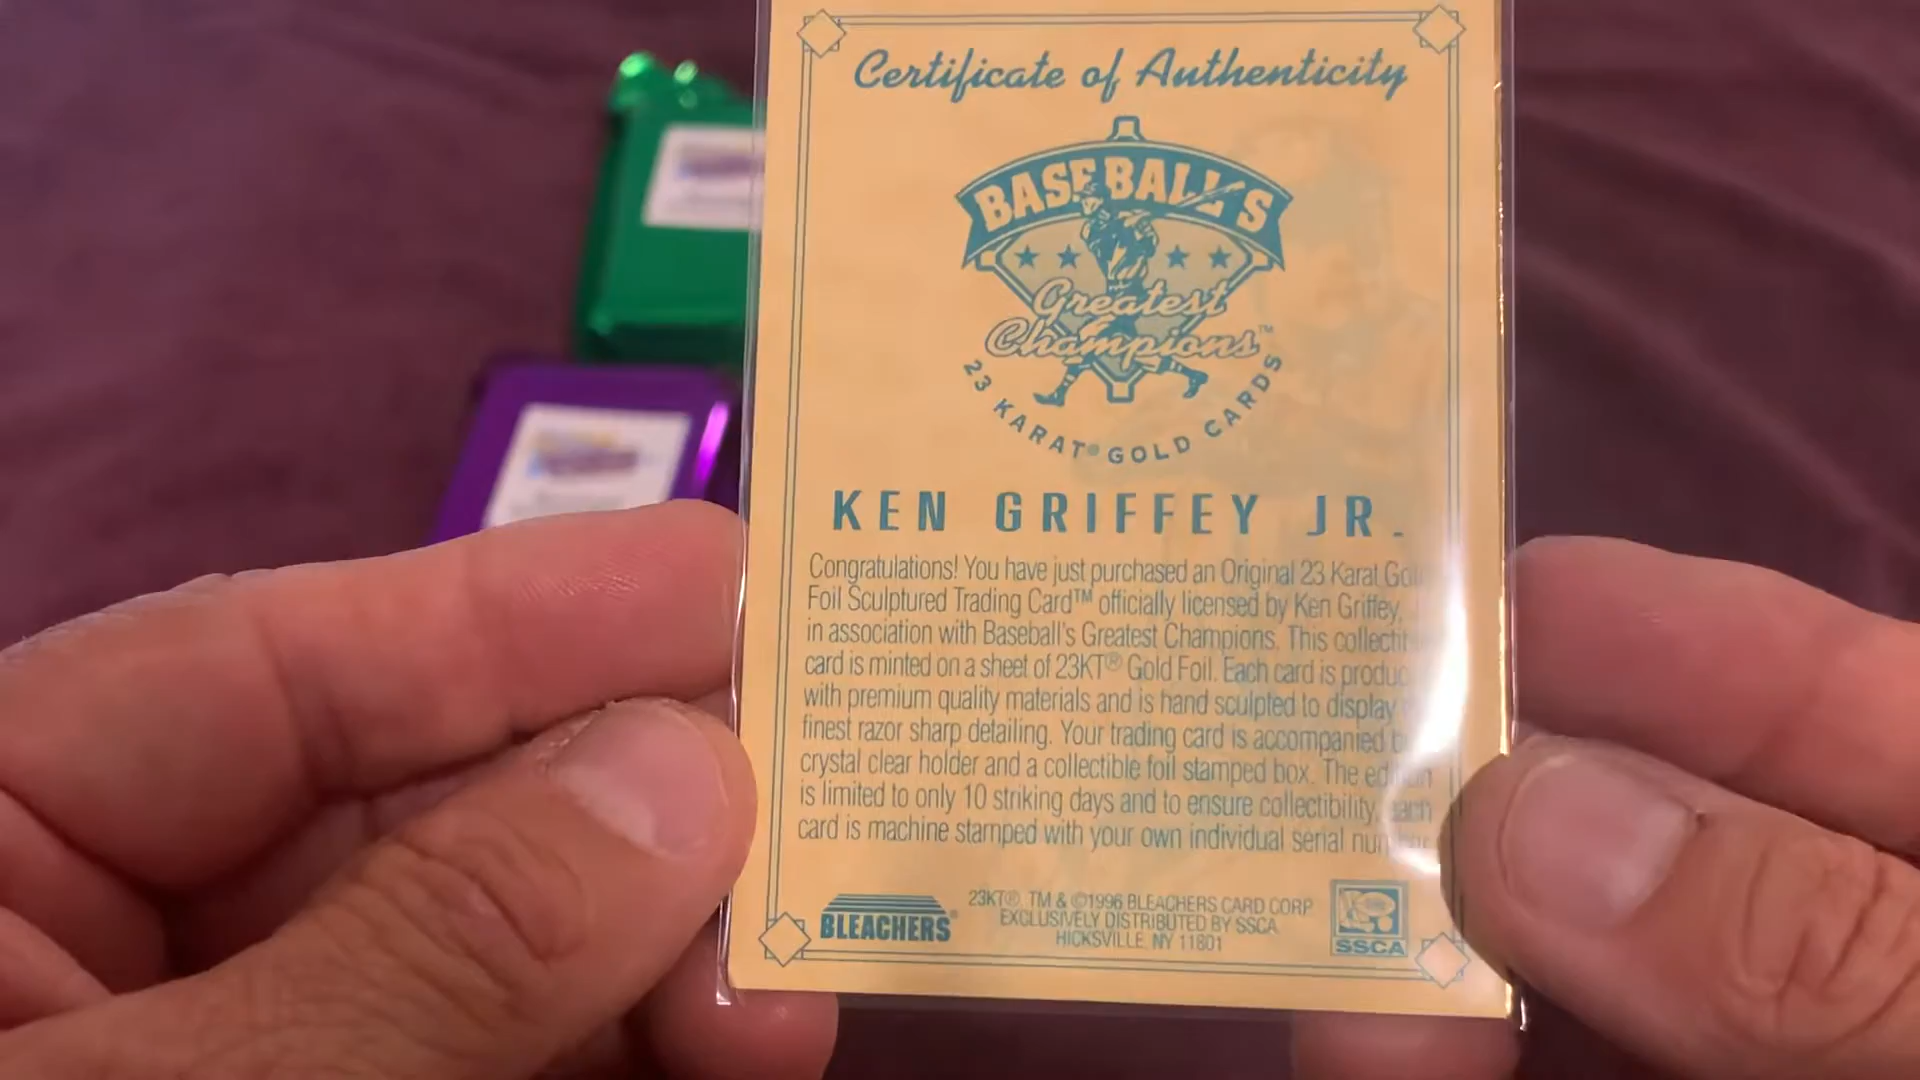 Certificate of Authenticity
BASEBALL'S
Greatest
Champions™
23 KARAT® GOLD CARDS
KEN GRIFFEY JR.
Congratulations! You have just purchased an Original 23 Karat
Foil Sculptured Trading Card™ officially licensed by Ken Griffey,
in association with Baseball's Greatest Champions. This
card is minted on a sheet of 23KT® Gold Foil. Each card is
with premium quality materials and is hand sculpted to display
finest razor sharp detailing. Your trading card is accompanied
crystal clear holder and a collectible foil stamped box. The
is limited to only 10 striking days and to ensure collectibility, each
card is machine stamped with your own individual serial
BLEACHERS®
23KT®, TM & ©1996 BLEACHERS CARD CORP.
EXCLUSIVELY DISTRIBUTED BY SSCA
HICKSVILLE, NY 11801
SSCA